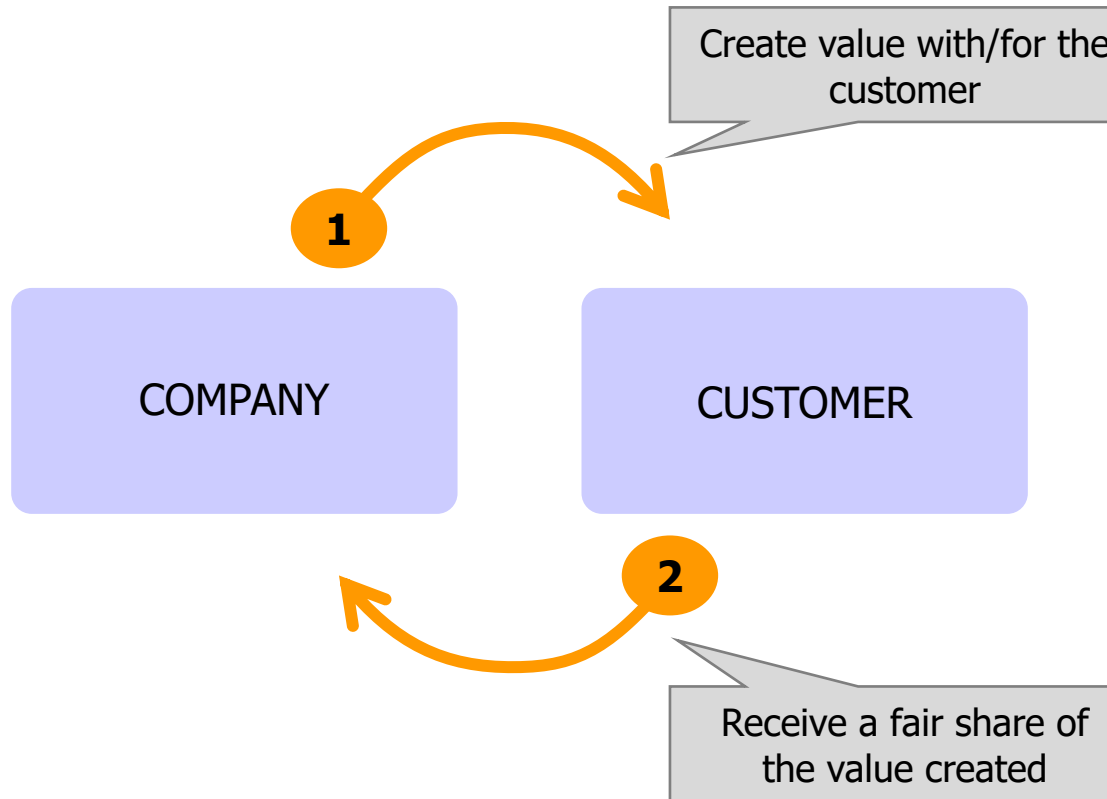 Create value with/for the
customer
1
COMPANY
CUSTOMER
2
Receive a fair share of
the value created